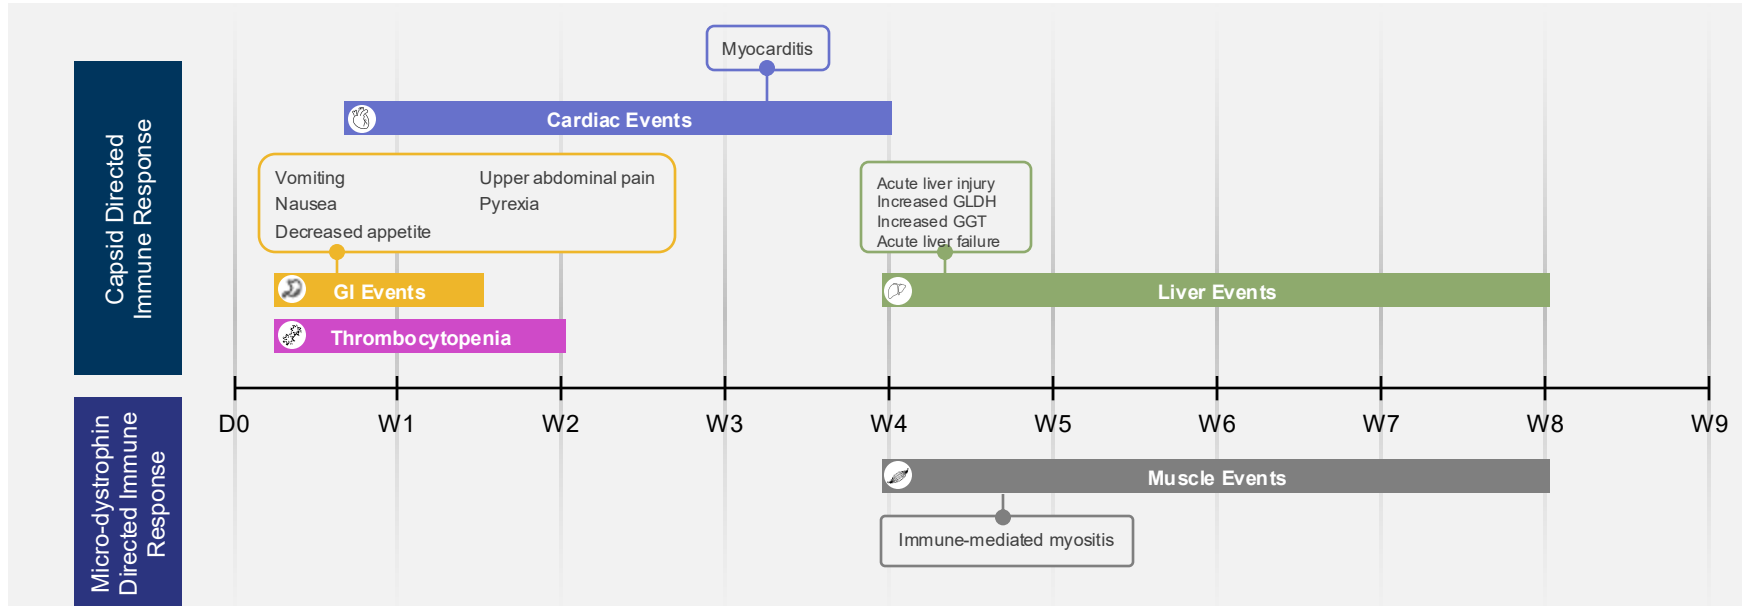 Capsid Directed
Immune Response
Myocarditis
Cardiac Events
Vomiting
Upper abdominal pain
Nausea
Pyrexia
Decreased appetite
Acute liver injury
Increased GLDH
Increased GGT
Acute liver failure
GI Events
Liver Events
Thrombocytopenia
D0
W1
W2
W3
W4
W5
W6
W7
W8
W9
Micro-dystrophin
Directed Immune
Response
Muscle Events
Immune-mediated myositis